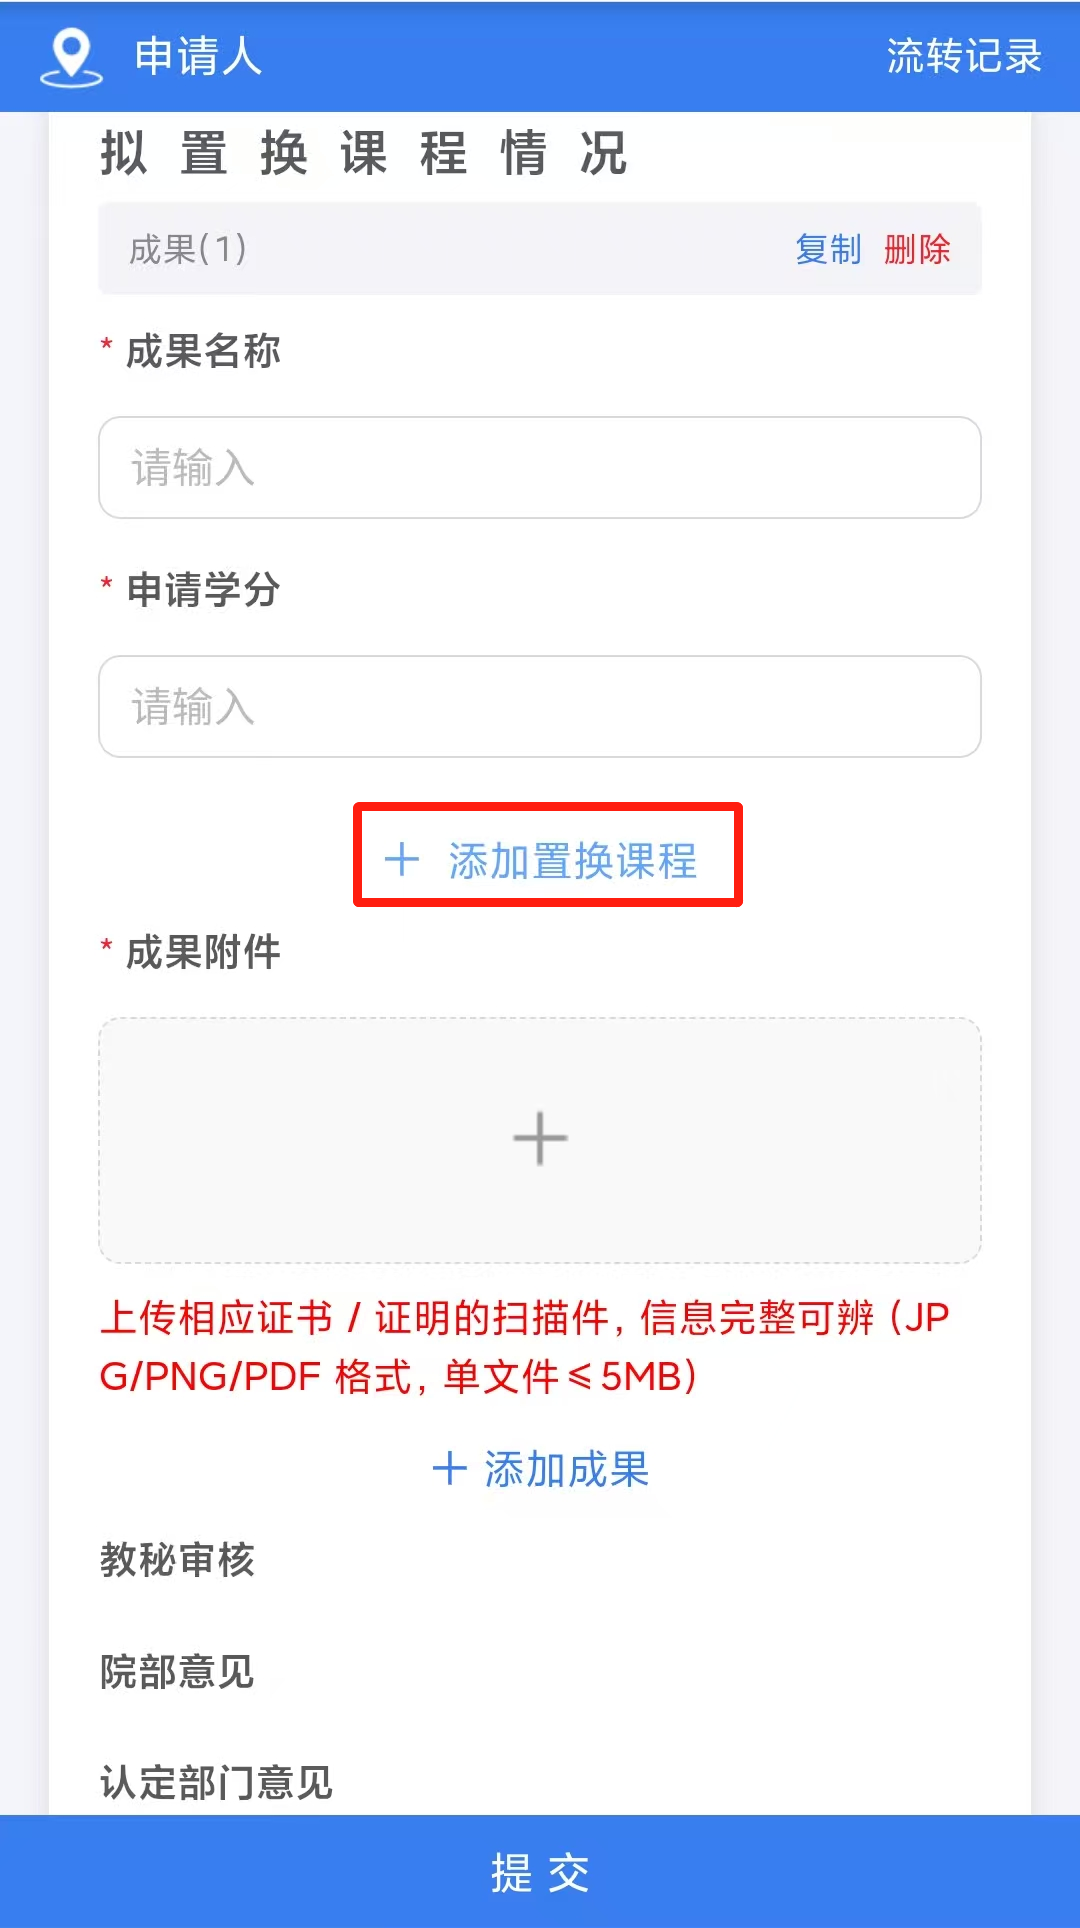 申请人 流转记录
拟置换课程情况
成果(1) 复制 删除
* 成果名称
请输入
* 申请学分
请输入
+ 添加置换课程
* 成果附件
上传相应证书 / 证明的扫描件, 信息完整可辨 (JP
G/PNG/PDF 格式, 单文件≤5MB)
+ 添加成果
教秘审核
院部意见
认定部门意见
提交